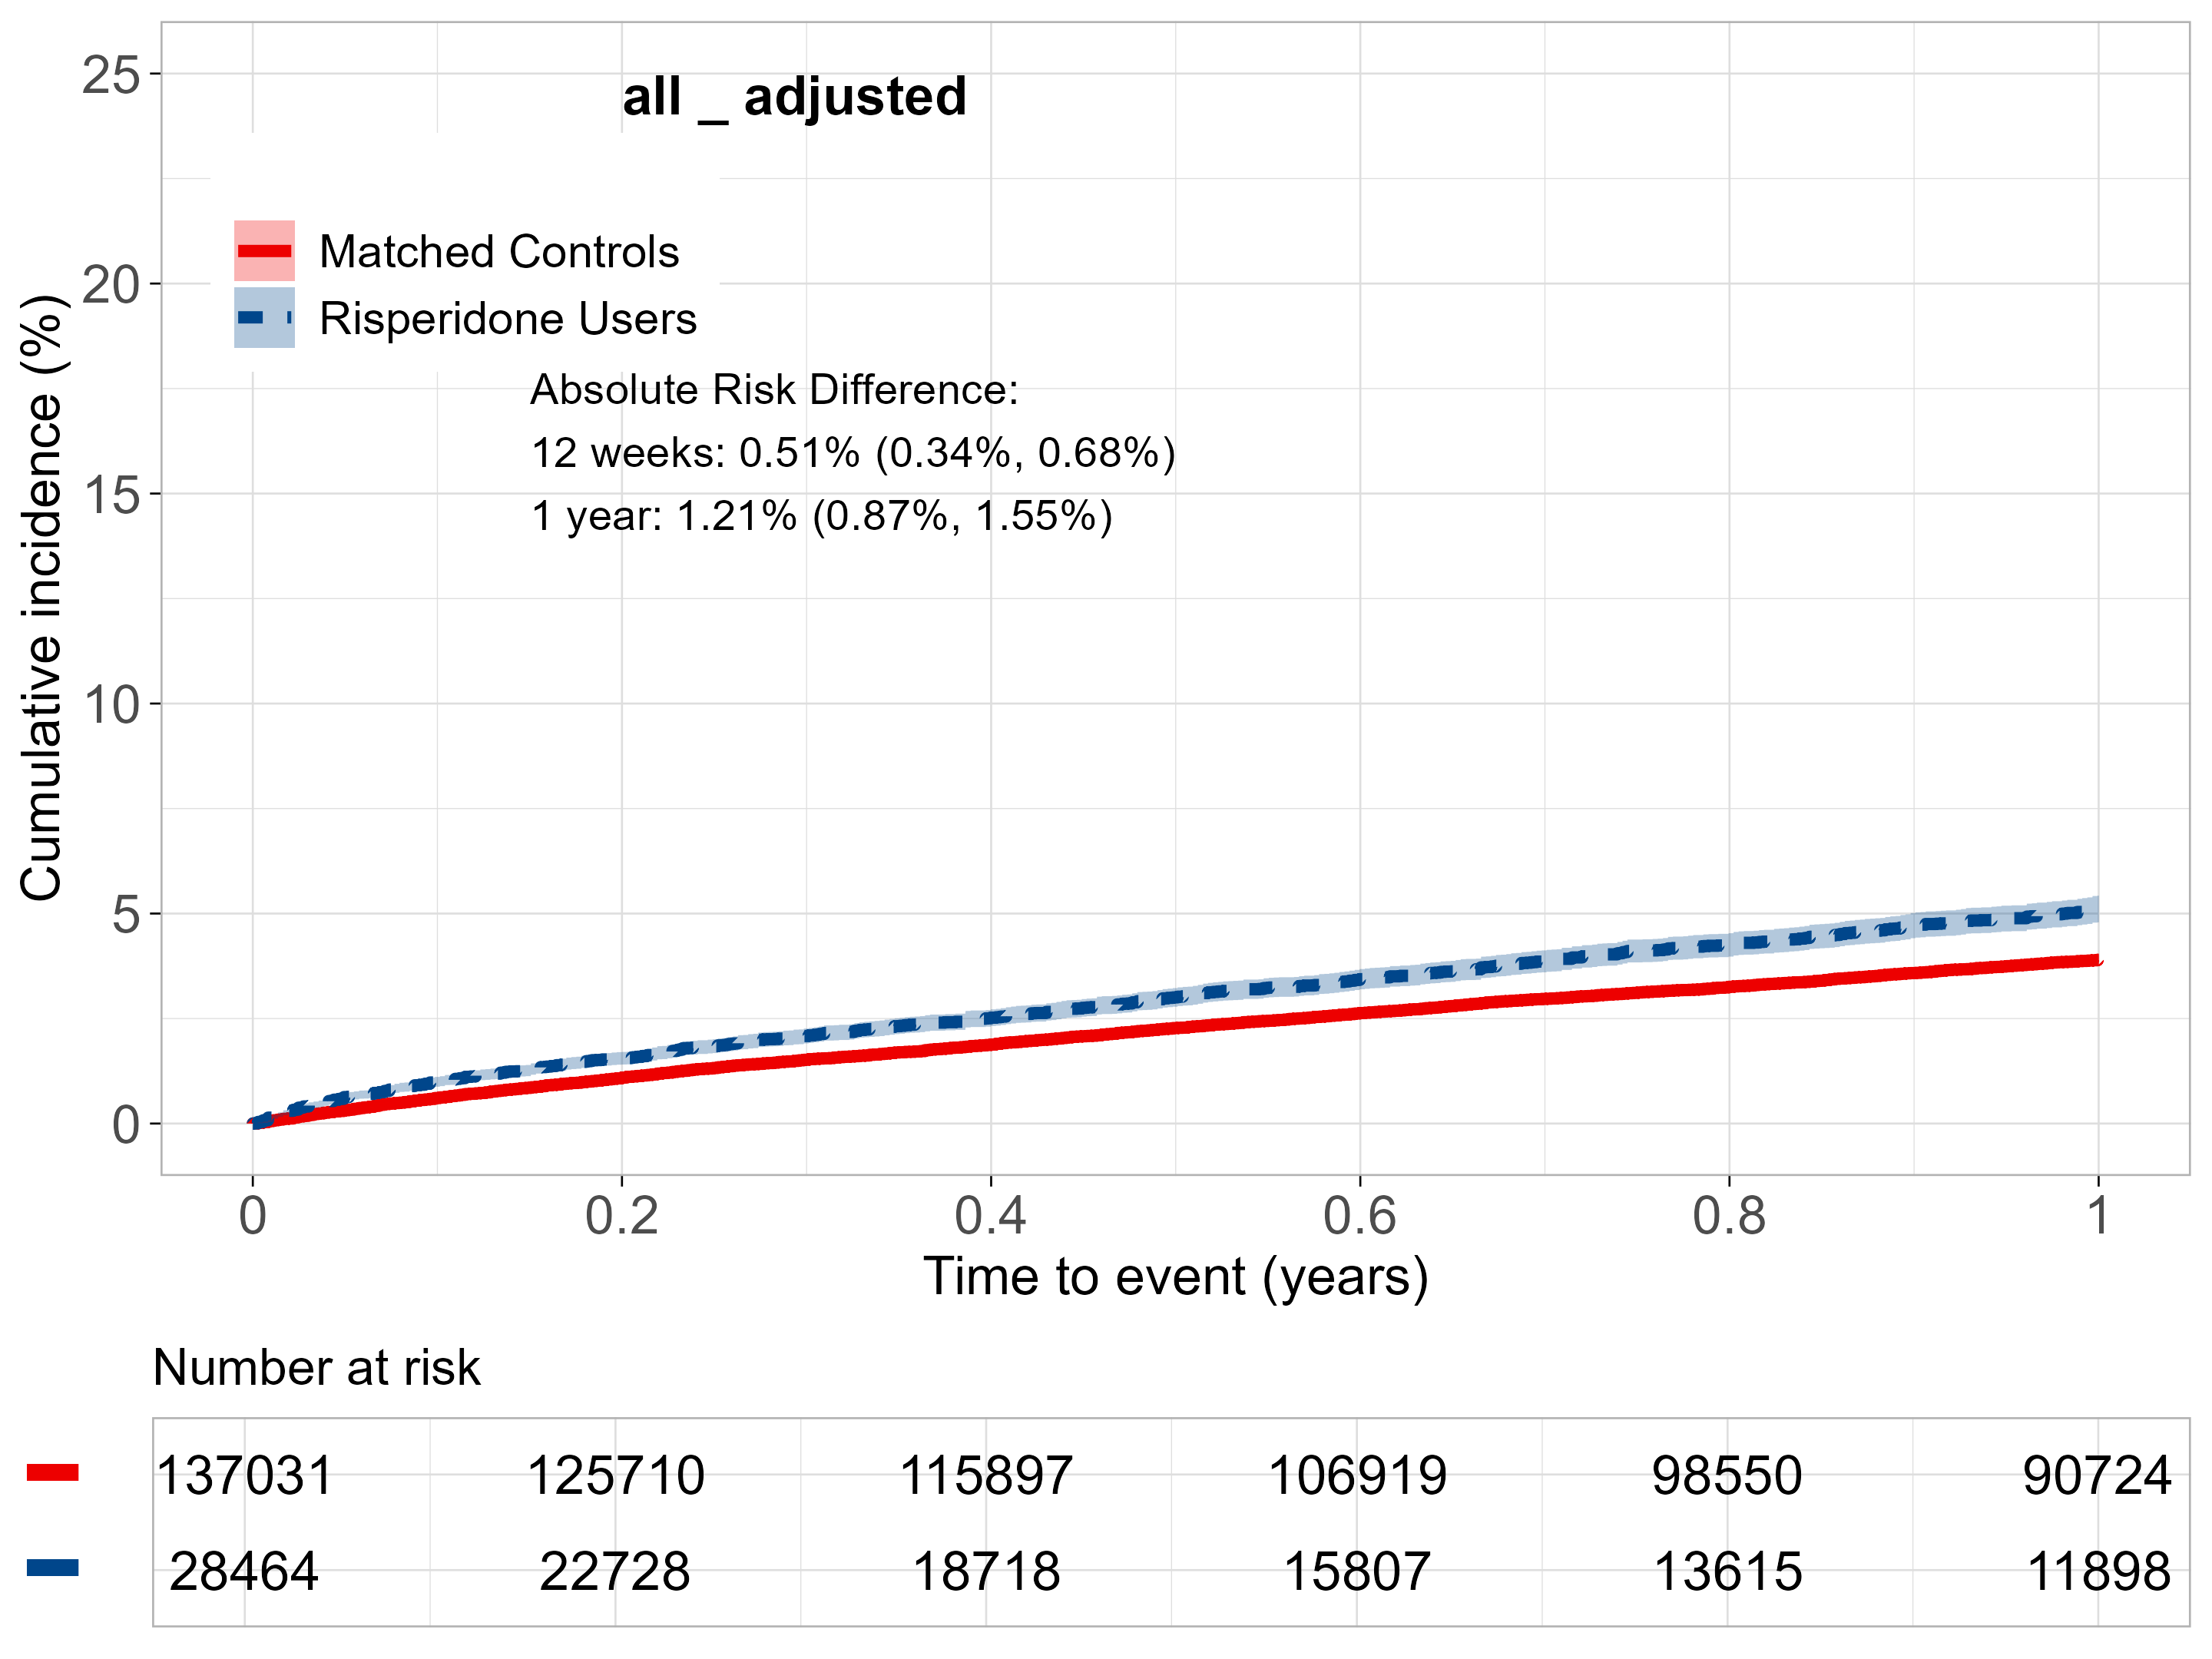 all _ adjusted
Matched Controls
Risperidone Users
Absolute Risk Difference:
12 weeks: 0.51% (0.34%, 0.68%)
1 year: 1.21% (0.87%, 1.55%)
Cumulative incidence (%)
25
20
15
10
5
0
0 0.2 0.4 0.6 0.8 1
Time to event (years)
Number at risk
137031 125710 115897 106919 98550 90724
28464 22728 18718 15807 13615 11898